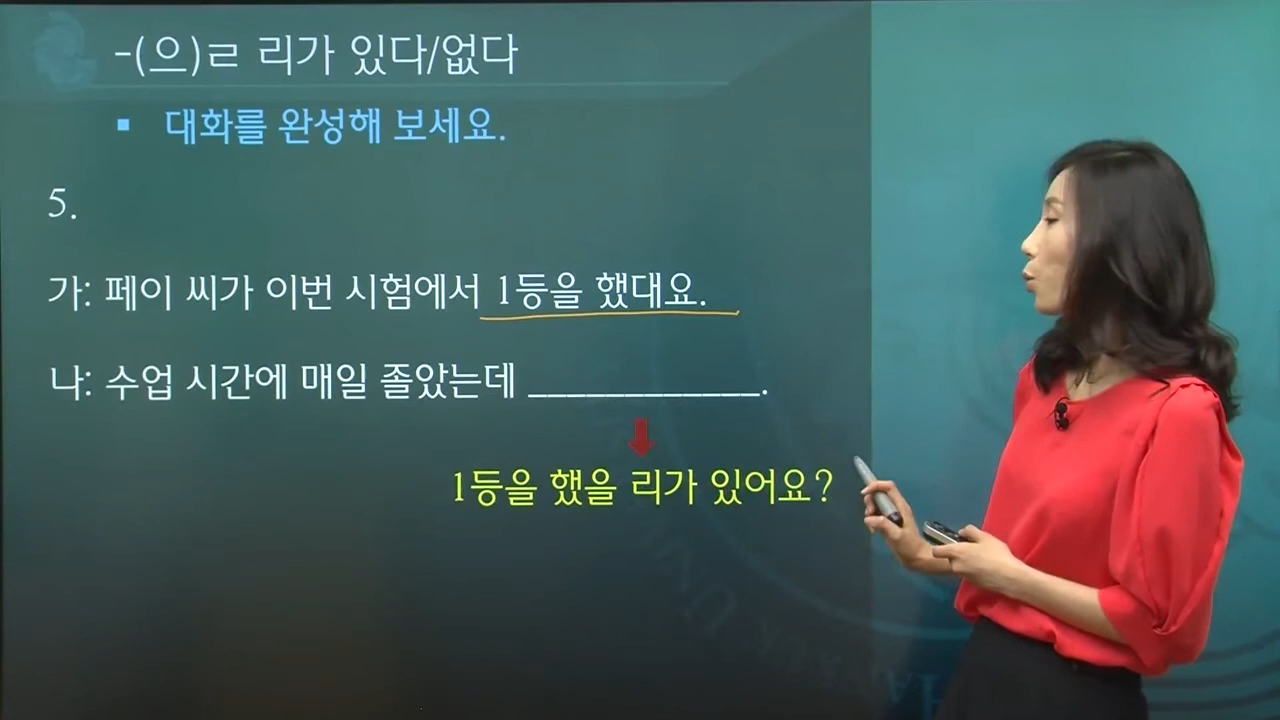 -(으)ㄹ 리가 있다/없다
▪ 대화를 완성해 보세요.
5.
가: 페이 씨가 이번 시험에서 1등을 했대요.
나: 수업 시간에 매일 졸았는데 ____________.
1등을 했을 리가 있어요?